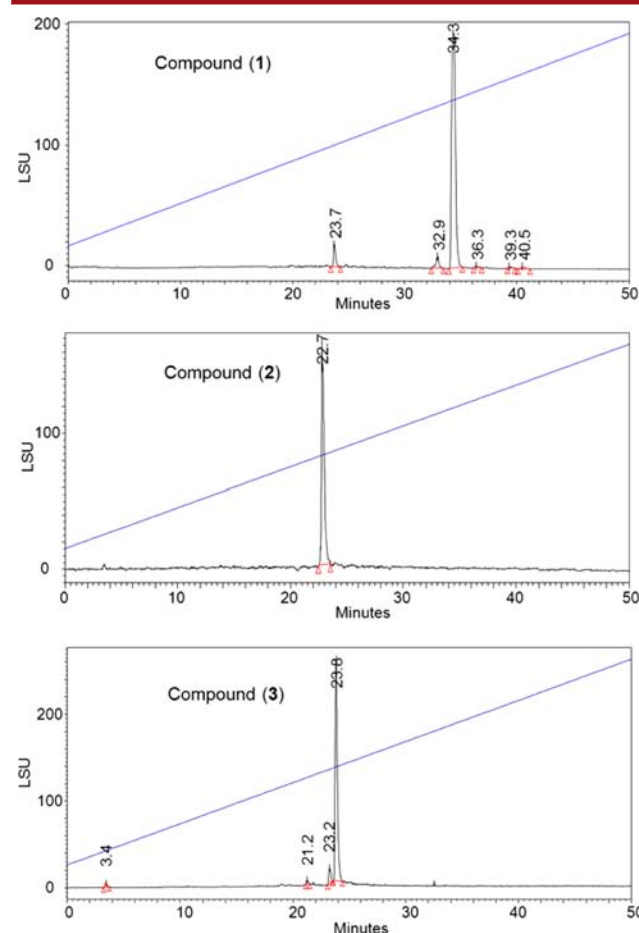 200
100
0
LSU
Compound (1)
23.7
32.9
34.3
36.3
39.3
40.5
0 10 20 30 40 50
Minutes
100
0
LSU
Compound (2)
22.7
0 10 20 30 40 50
Minutes
200
100
0
LSU
Compound (3)
3.4
21.2
23.2
23.8
0 10 20 30 40 50
Minutes